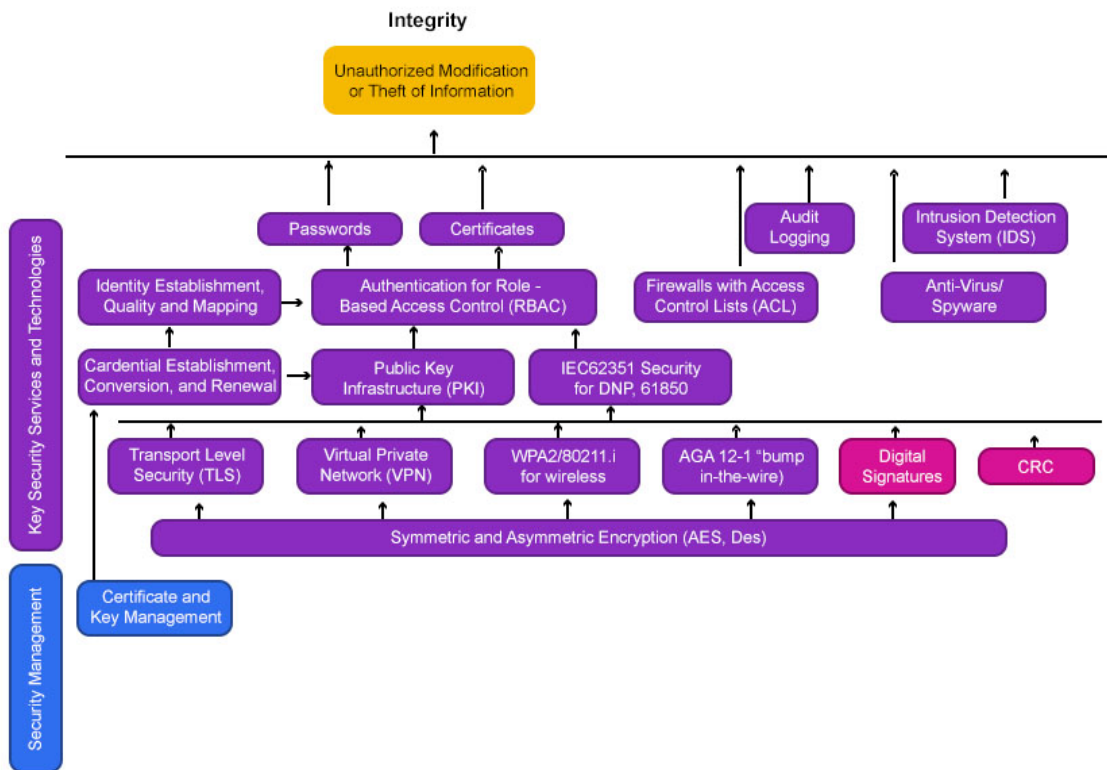 Integrity
Unauthorized Modification
or Theft of Information
Passwords
Certificates
Audit
Logging
Intrusion Detection
System (IDS)
Identity Establishment,
Quality and Mapping
Authentication for Role -
Based Access Control (RBAC)
Firewalls with Access
Control Lists (ACL)
Anti-Virus/
Spyware
Cardential Establishment,
Conversion, and Renewal
Public Key
Infrastructure (PKI)
IEC62351 Security
for DNP, 61850
Transport Level
Security (TLS)
Virtual Private
Network (VPN)
WPA2/80211.i
for wireless
AGA 12-1 “bump
in-the-wire)
Digital
Signatures
CRC
Symmetric and Asymmetric Encryption (AES, Des)
Key Security Services and Technologies
Certificate and
Key Management
Security Management